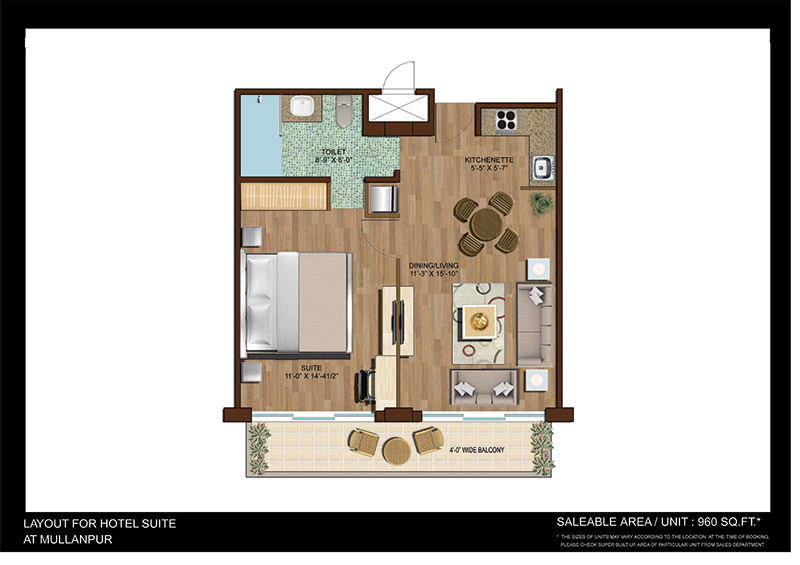 TOILET
8'-9" X 6'-0"
KITCHENETTE
5'-5" X 5'-7"
DINING/LIVING
11'-3" X 15'-10"
SUITE
11'-0" X 14'-41/2"
4'-0" WIDE BALCONY
LAYOUT FOR HOTEL SUITE
AT MULLANPUR
SALEABLE AREA / UNIT : 960 SQ.FT.*
* THE SIZES OF UNITS MAY VARY ACCORDING TO THE LOCATION AT THE TIME OF BOOKING.
PLEASE CHECK SUPER BUILT-UP AREA OF PARTICULAR UNIT FROM SALES DEPARTMENT.